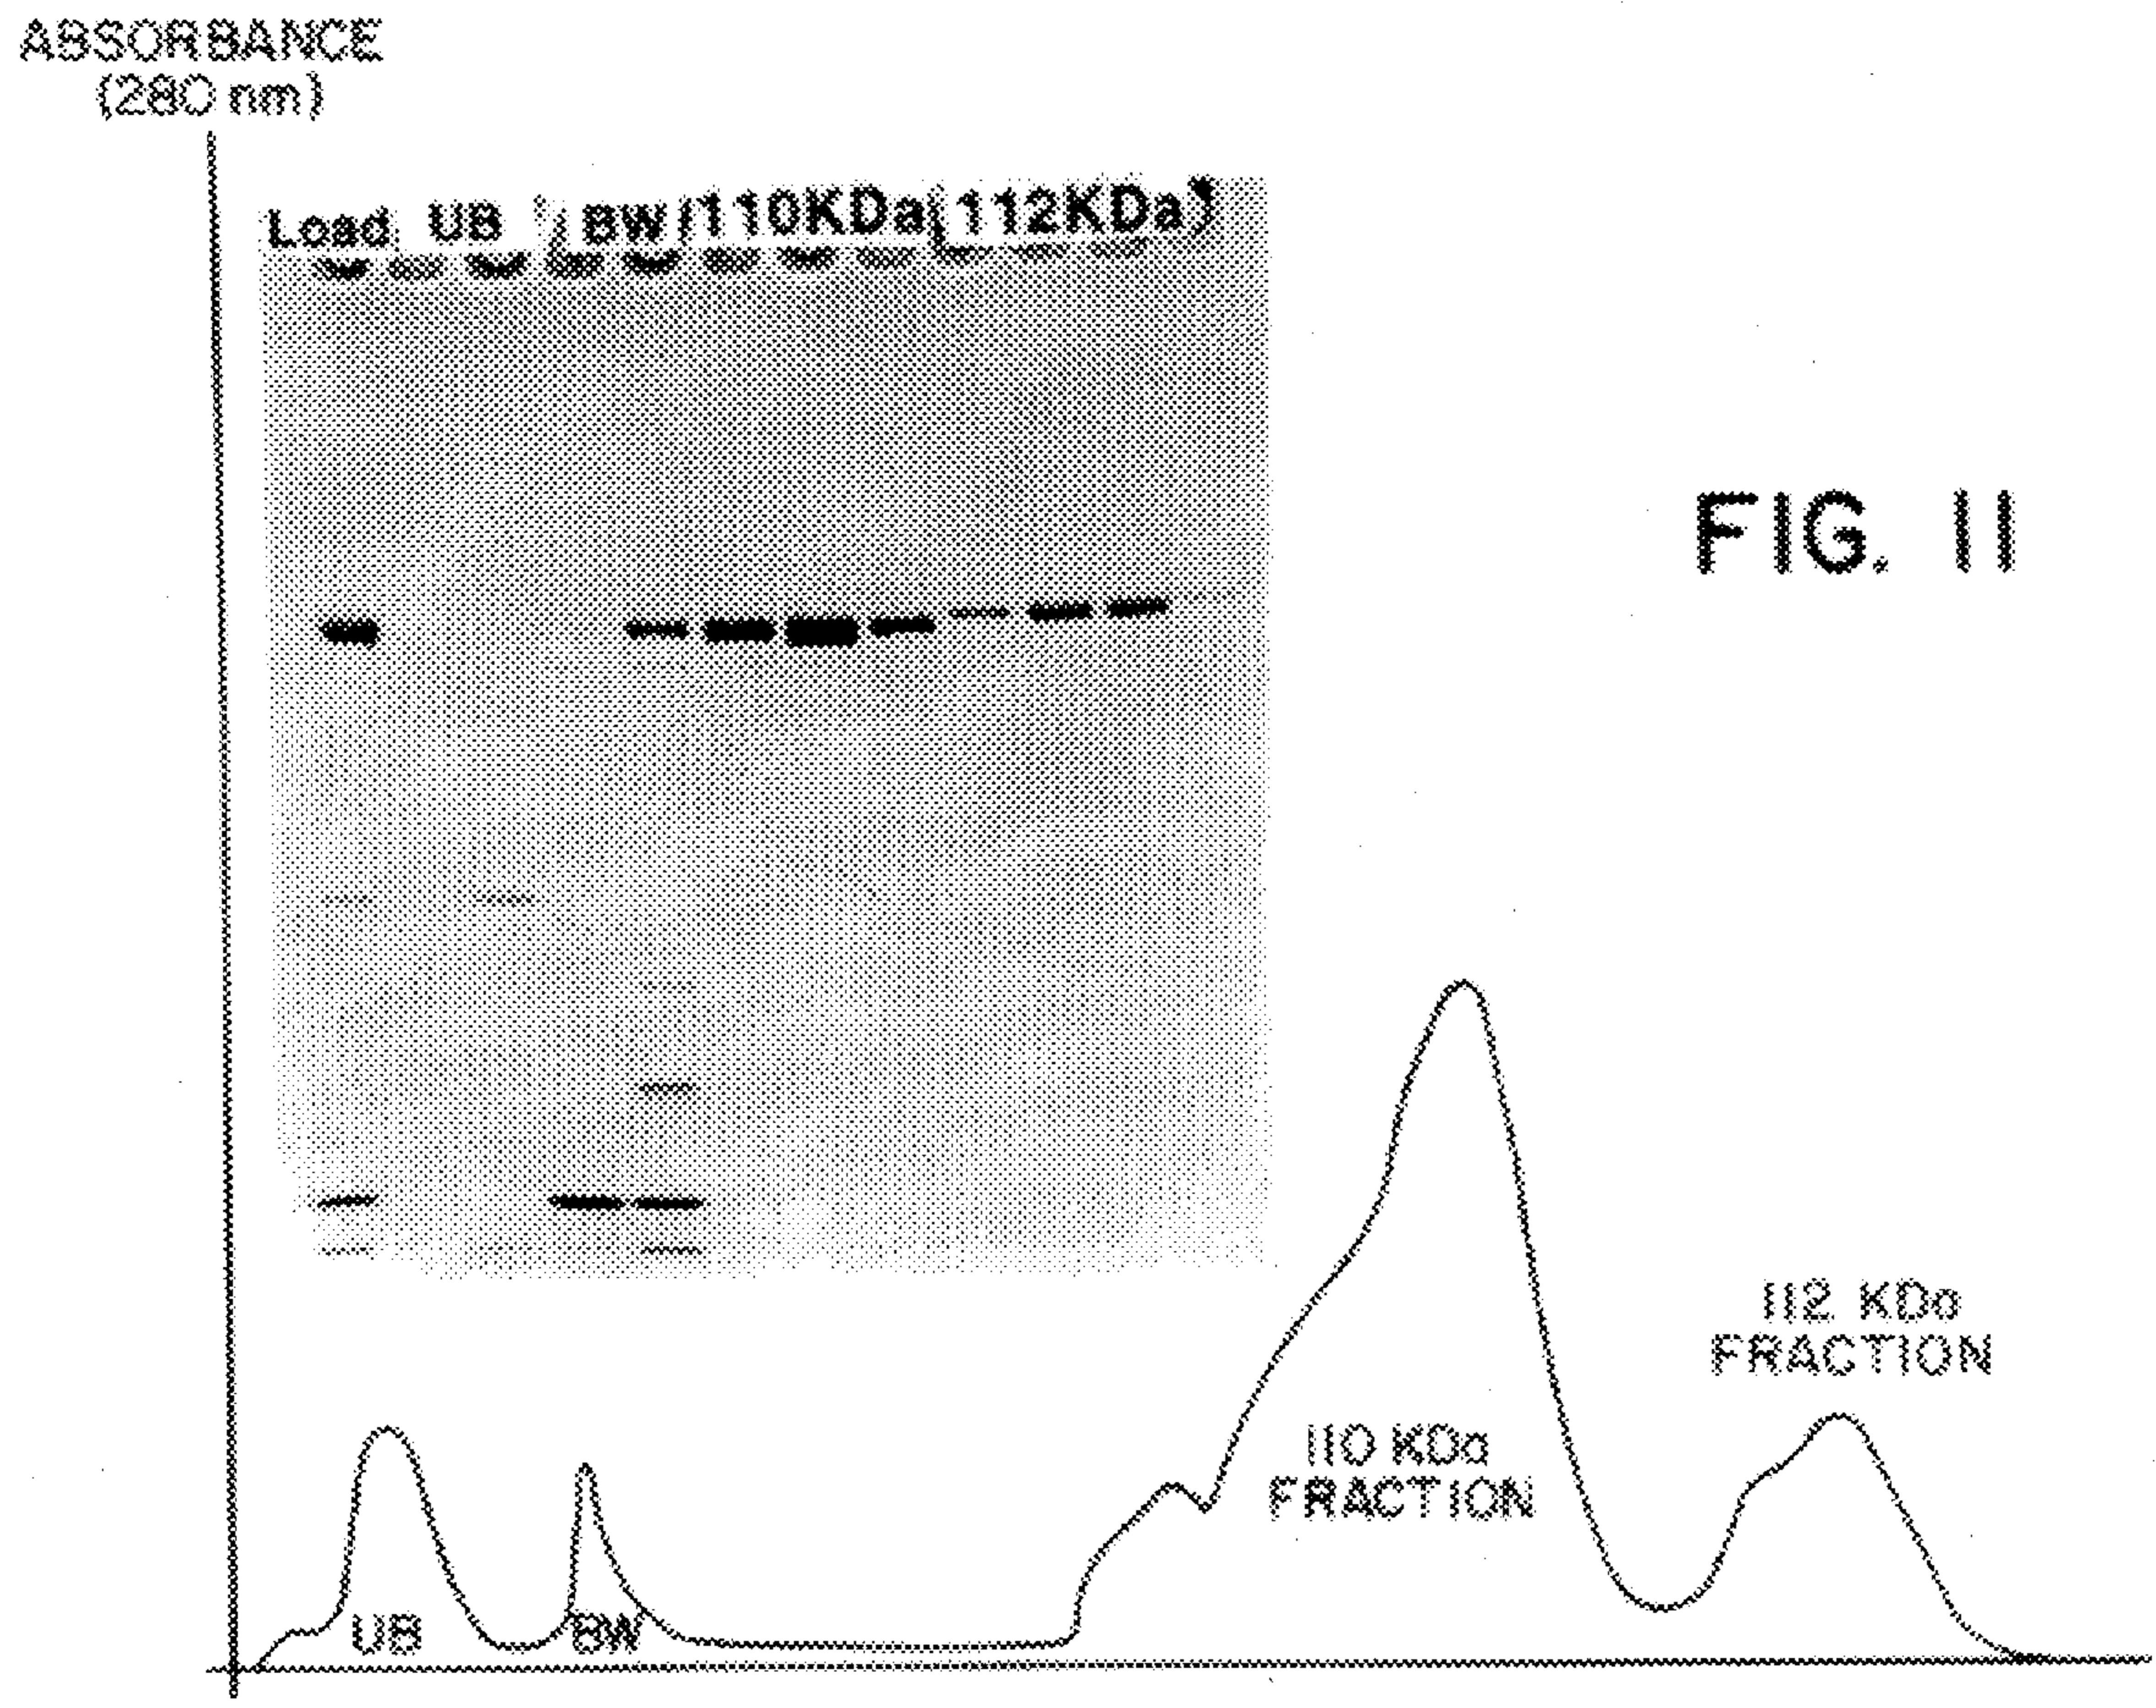 ABSORBANCE
(280 nm)
Load UB BW 110KDa 112KDa
FIG. 11
112 KDa
FRACTION
110 KDa
FRACTION
UB BW